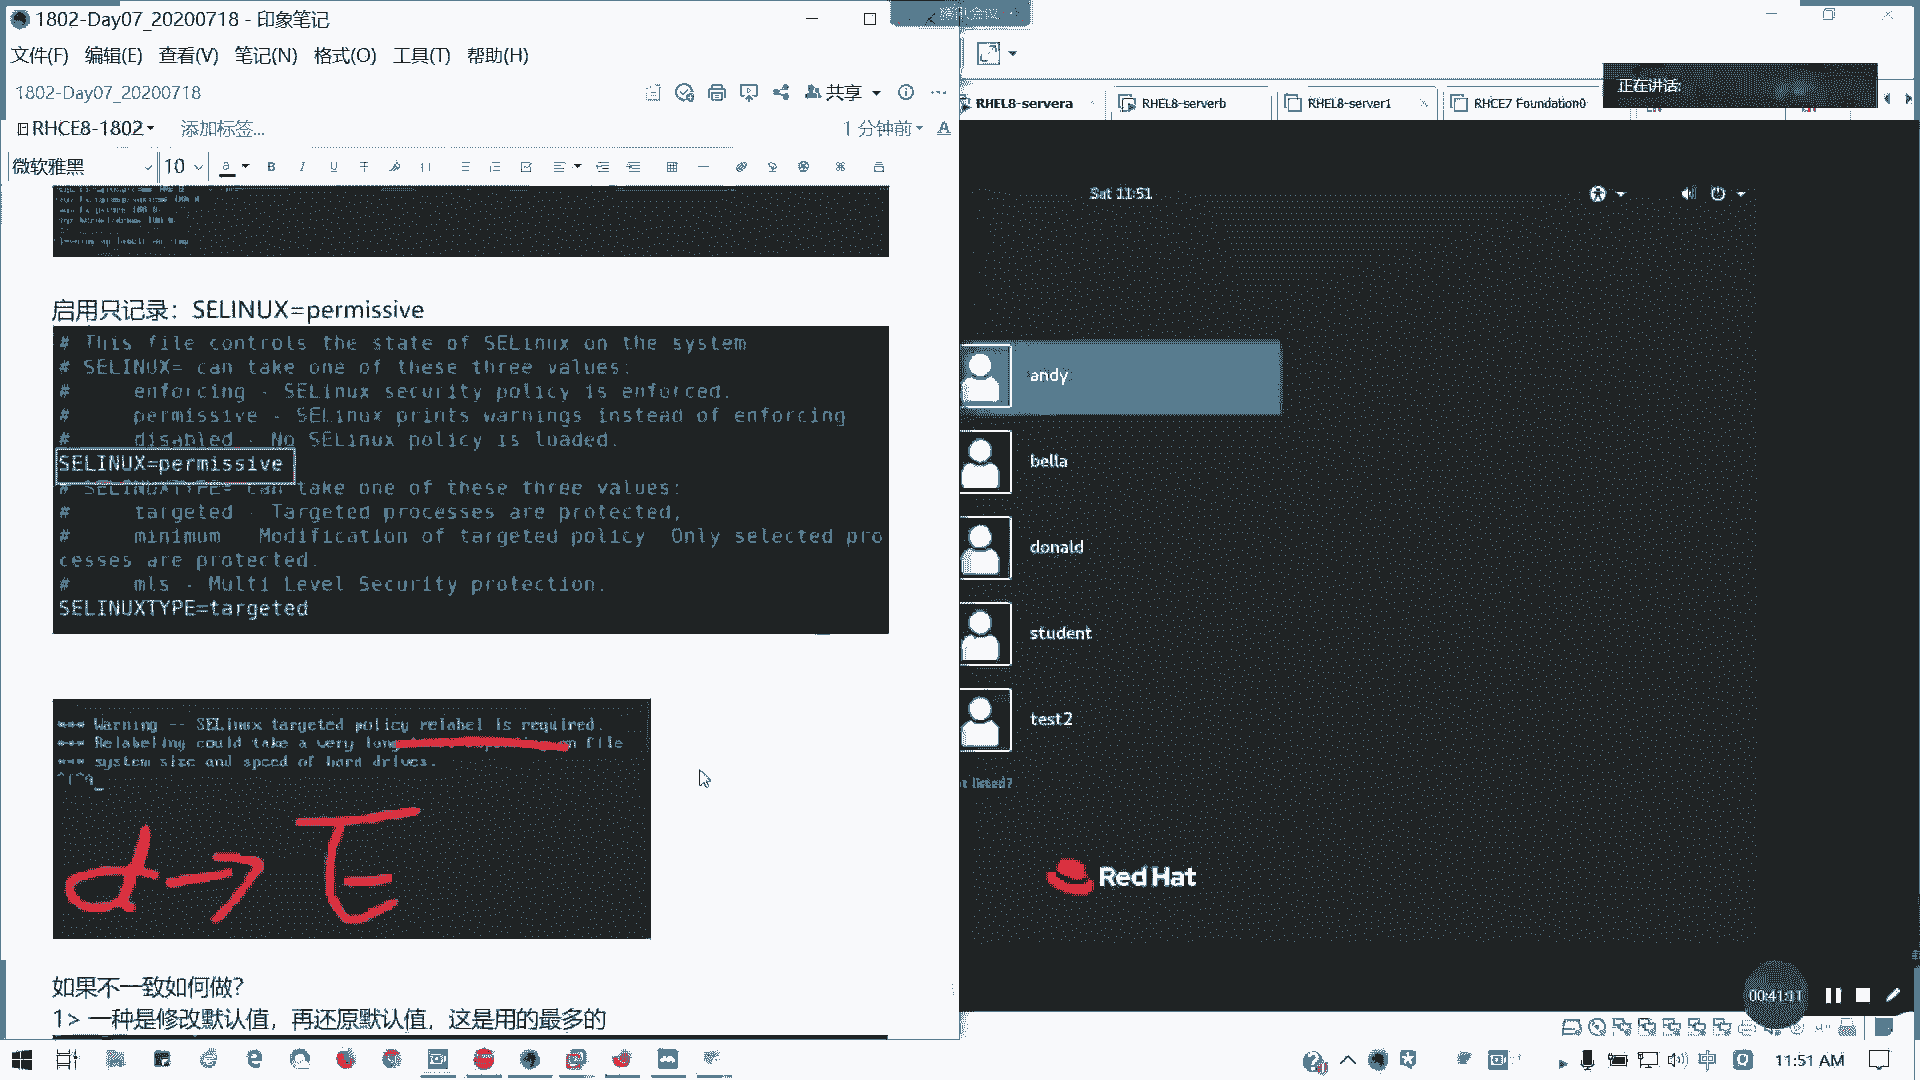 1802-Day07_20200718 - 印象笔记
文件(F) 编辑(E) 查看(V) 笔记(N) 格式(O) 工具(T) 帮助(H)
1802-Day07_20200718
共享
RHCE8-1802
添加标签...
1 分钟前
微软雅黑
10
启用只记录：SELINUX=permissive
# This file controls the state of SELinux on the system
# SELINUX= can take one of these three values:
# enforcing - SELinux security policy is enforced.
# permissive - SELinux prints warnings instead of enforcing
# disabled - No SELinux policy is loaded.
SELINUX=permissive
# SELINUXTYPE= can take one of these three values:
# targeted - Targeted processes are protected,
# minimum Modification of targeted policy Only selected pro
cesses are protected.
# mls - Multi Level Security protection.
SELINUXTYPE=targeted
*** Warning -- SELinux targeted policy relabel is required.
*** Relabeling could take a very long file
*** system size and speed of hard drives.
d→E
如果不一致如何做？
1> 一种是修改默认值，再还原默认值，这是用的最多的
正在讲话:
RHEL8-servera
RHEL8-serverb
RHEL8-server1
RHCE7 Foundation0
Sat 11:51
andy
bella
donald
student
test2
listed?
Red Hat
00:41:11
中
11:51 AM